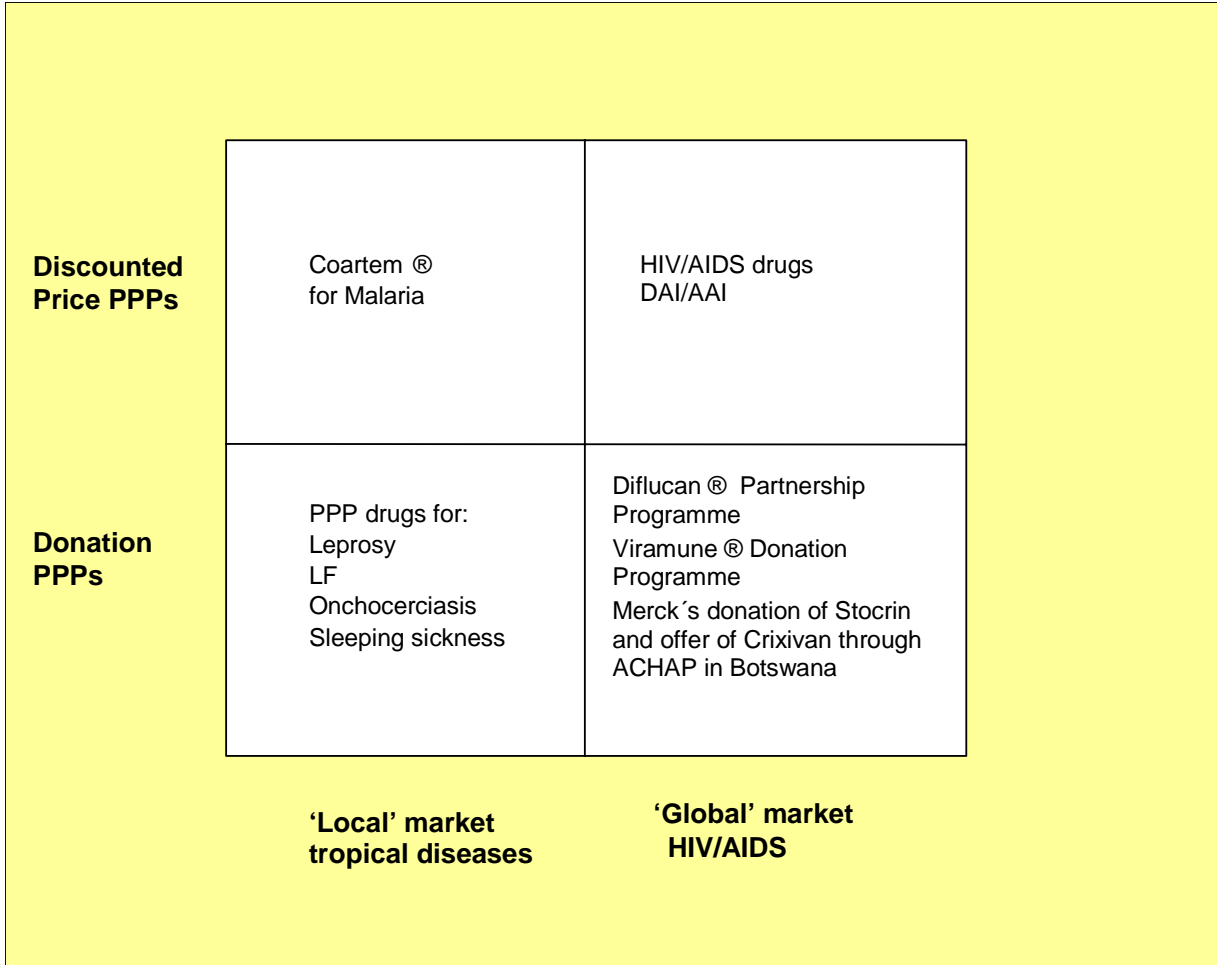 Discounted
Price PPPs
Coartem ®
for Malaria
HIV/AIDS drugs
DAI/AAI
Donation
PPPs
PPP drugs for:
Leprosy
LF
Onchocerciasis
Sleeping sickness
Diflucan ® Partnership
Programme
Viramune ® Donation
Programme
Merck´s donation of Stocrin
and offer of Crixivan through
ACHAP in Botswana
‘Local’ market
tropical diseases
‘Global’ market
HIV/AIDS